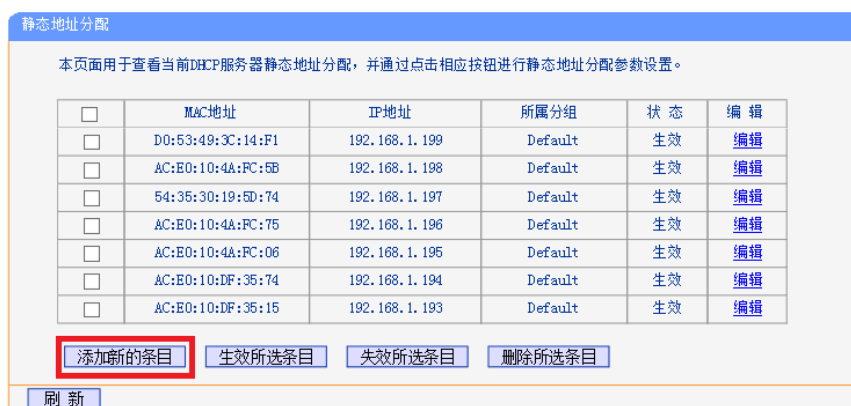 静态地址分配
本页面用于查看当前DHCP服务器静态地址分配，并通过点击相应按钮进行静态地址分配参数设置。
MAC地址 IP地址 所属分组 状 态 编 辑
D0:53:49:3C:14:F1 192.168.1.199 Default 生效 编辑
AC:E0:10:4A:FC:5B 192.168.1.198 Default 生效 编辑
54:35:30:19:5D:74 192.168.1.197 Default 生效 编辑
AC:E0:10:4A:FC:75 192.168.1.196 Default 生效 编辑
AC:E0:10:4A:FC:06 192.168.1.195 Default 生效 编辑
AC:E0:10:DF:35:74 192.168.1.194 Default 生效 编辑
AC:E0:10:DF:35:15 192.168.1.193 Default 生效 编辑
添加新的条目 生效所选条目 失效所选条目 删除所选条目
刷 新